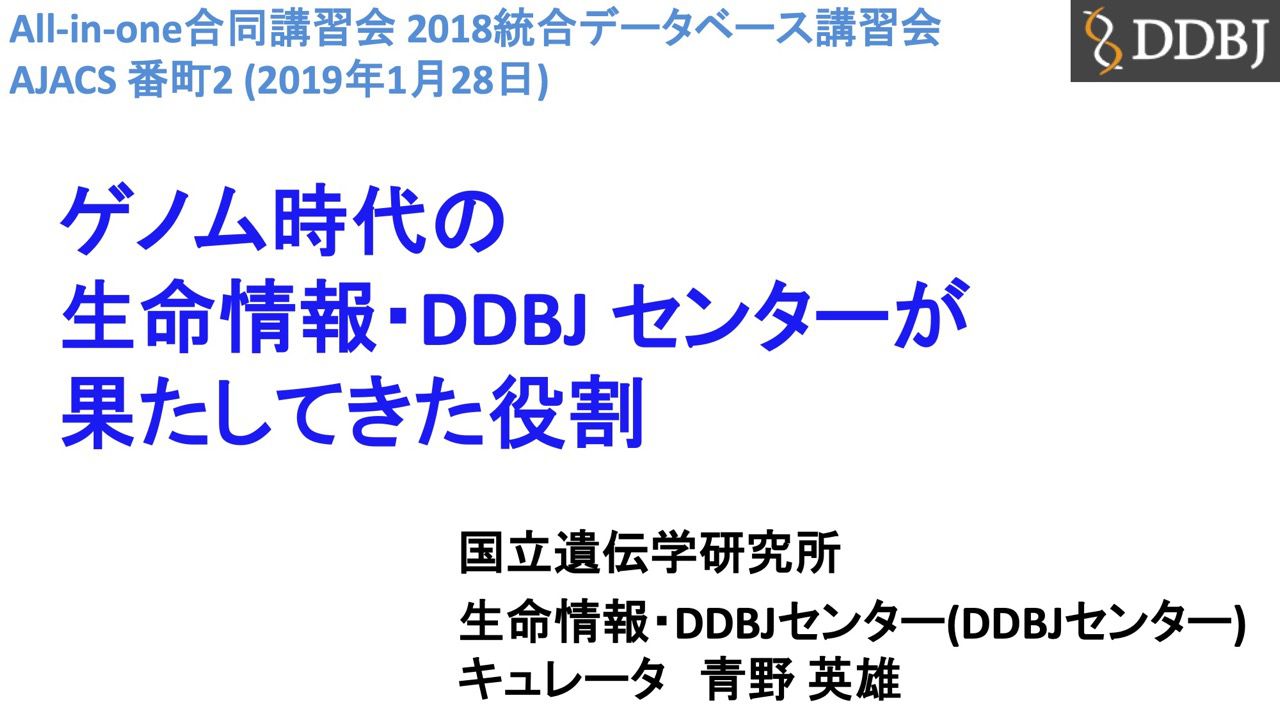 All-in-one合同講習会 2018統合データベース講習会
AJACS 番町2 (2019年1月28日)
DDBJ
ゲノム時代の
生命情報・DDBJ センターが
果たしてきた役割
国立遺伝学研究所
生命情報・DDBJセンター(DDBJセンター)
キュレータ　青野 英雄